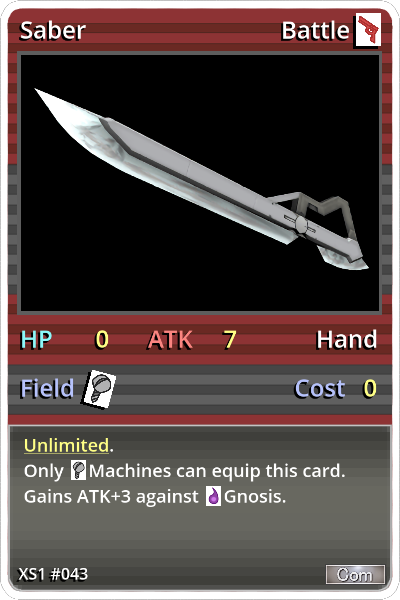 Saber Battle
HP 0 ATK 7 Hand
Field Cost 0
Unlimited.
Only Machines can equip this card.
Gains ATK+3 against Gnosis.
XS1 #043 Com